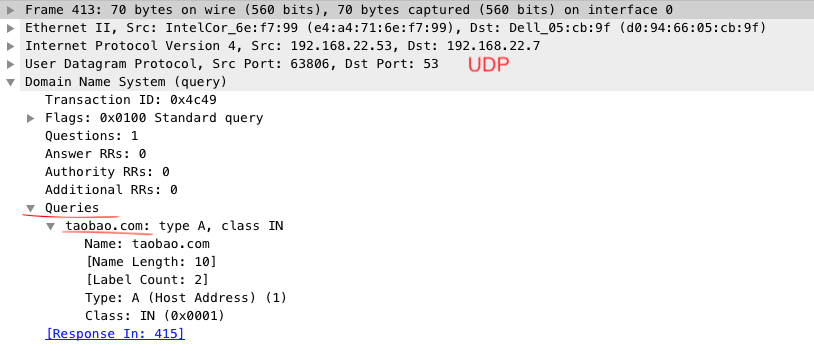 Frame 413: 70 bytes on wire (560 bits), 70 bytes captured (560 bits) on interface 0
Ethernet II, Src: IntelCor_6e:f7:99 (e4:a4:71:6e:f7:99), Dst: Dell_05:cb:9f (d0:94:66:05:cb:9f)
Internet Protocol Version 4, Src: 192.168.22.53, Dst: 192.168.22.7
User Datagram Protocol, Src Port: 63806, Dst Port: 53 UDP
Domain Name System (query)
Transaction ID: 0x4c49
Flags: 0x0100 Standard query
Questions: 1
Answer RRs: 0
Authority RRs: 0
Additional RRs: 0
Queries
taobao.com: type A, class IN
Name: taobao.com
[Name Length: 10]
[Label Count: 2]
Type: A (Host Address) (1)
Class: IN (0x0001)
[Response In: 415]